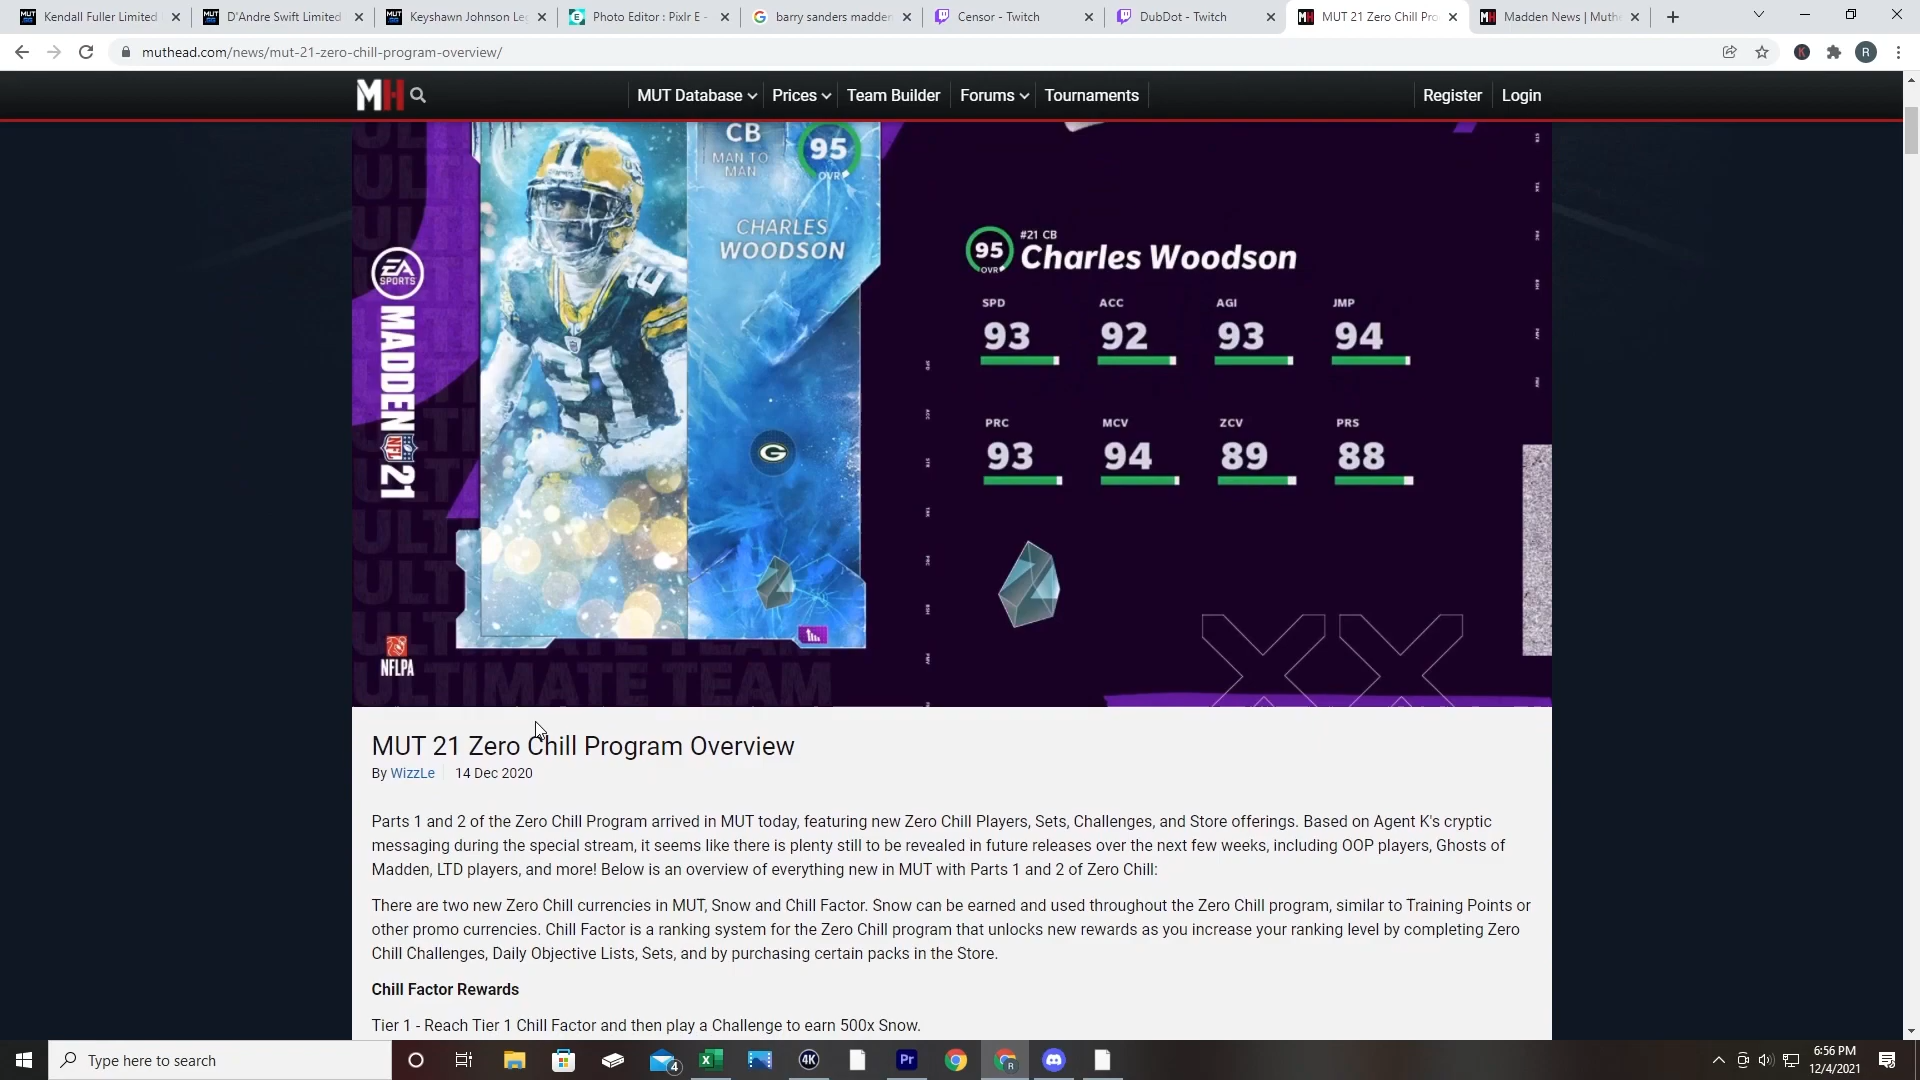 Kendall Fuller Limited
D'Andre Swift Limited
Keyshawn Johnson Le
Photo Editor : Pixlr E -
barry sanders madden
Censor - Twitch
DubDot - Twitch
MUT 21 Zero Chill Pro
Madden News | Muth
muthead.com/news/mut-21-zero-chill-program-overview/
R
MH
MUT Database
Prices
Team Builder
Forums
Tournaments
Register
Login
CB
MAN TO
MAN
95
OVR
CHARLES
WOODSON
G
EA
SPORTS
MADDEN
NFL
21
NFLPA
ULTIMATE TEAM
95
OVR
#21 CB
Charles Woodson
SPD
ACC
AGI
JMP
93
92
93
94
PRC
MCV
ZCV
PRS
93
94
89
88
MUT 21 Zero Chill Program Overview
By WizzLe
14 Dec 2020
Parts 1 and 2 of the Zero Chill Program arrived in MUT today, featuring new Zero Chill Players, Sets, Challenges, and Store offerings. Based on Agent K's cryptic
messaging during the special stream, it seems like there is plenty still to be revealed in future releases over the next few weeks, including OOP players, Ghosts of
Madden, LTD players, and more! Below is an overview of everything new in MUT with Parts 1 and 2 of Zero Chill:
There are two new Zero Chill currencies in MUT, Snow and Chill Factor. Snow can be earned and used throughout the Zero Chill program, similar to Training Points or
other promo currencies. Chill Factor is a ranking system for the Zero Chill program that unlocks new rewards as you increase your ranking level by completing Zero
Chill Challenges, Daily Objective Lists, Sets, and by purchasing certain packs in the Store.
Chill Factor Rewards
Tier 1 - Reach Tier 1 Chill Factor and then play a Challenge to earn 500x Snow.
Type here to search
4
4K
Pr
6:56 PM
12/4/2021